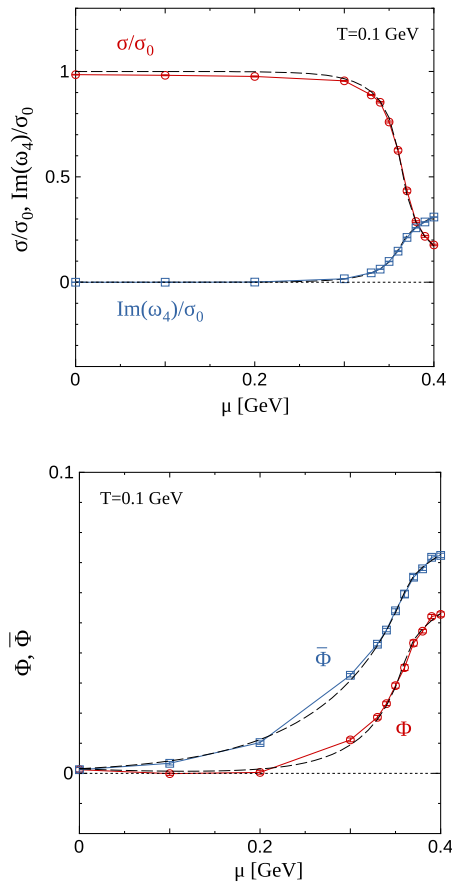 T=0.1 GeV
σ/σ₀
1
0.5
0
σ/σ₀, Im(ω₄)/σ₀
Im(ω₄)/σ₀
0 0.2 0.4
μ [GeV]
0.1
T=0.1 GeV
Φ, Φ̅
Φ̅
Φ
0
0 0.2 0.4
μ [GeV]